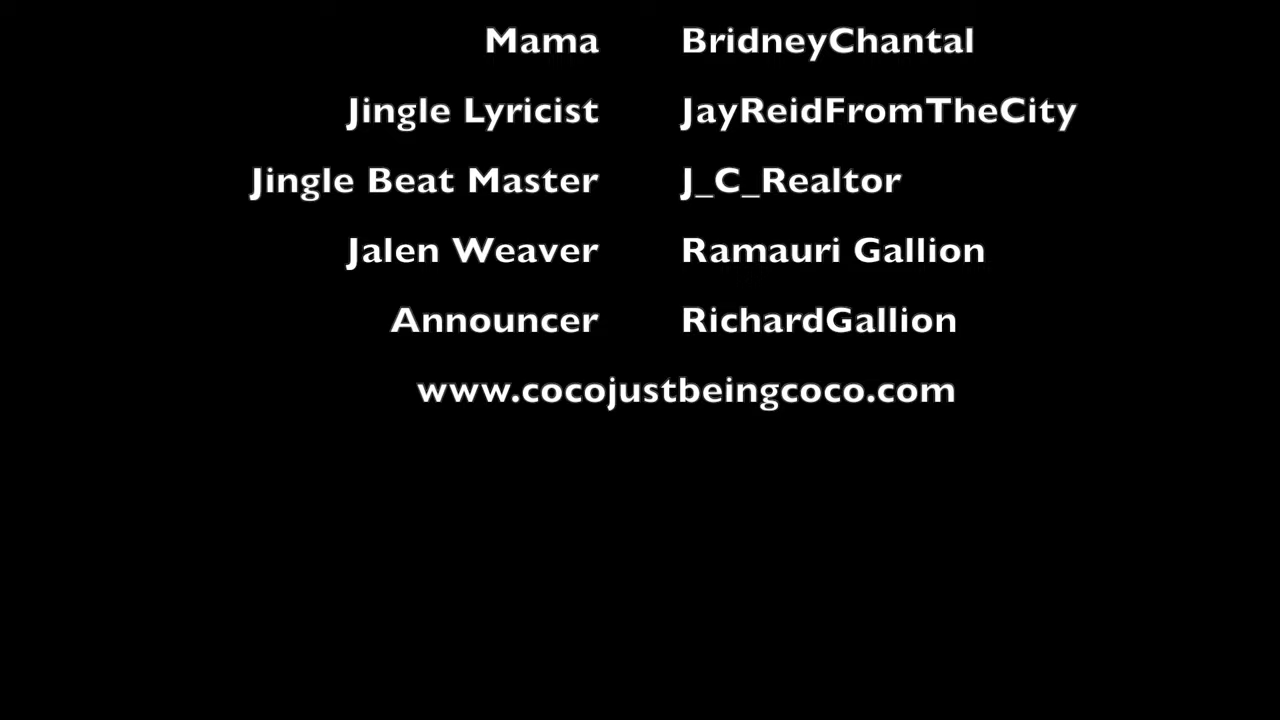 Mama BridneyChantal
Jingle Lyricist JayReidFromTheCity
Jingle Beat Master J_C_Realtor
Jalen Weaver Ramauri Gallion
Announcer RichardGallion
www.cocojustbeingcoco.com